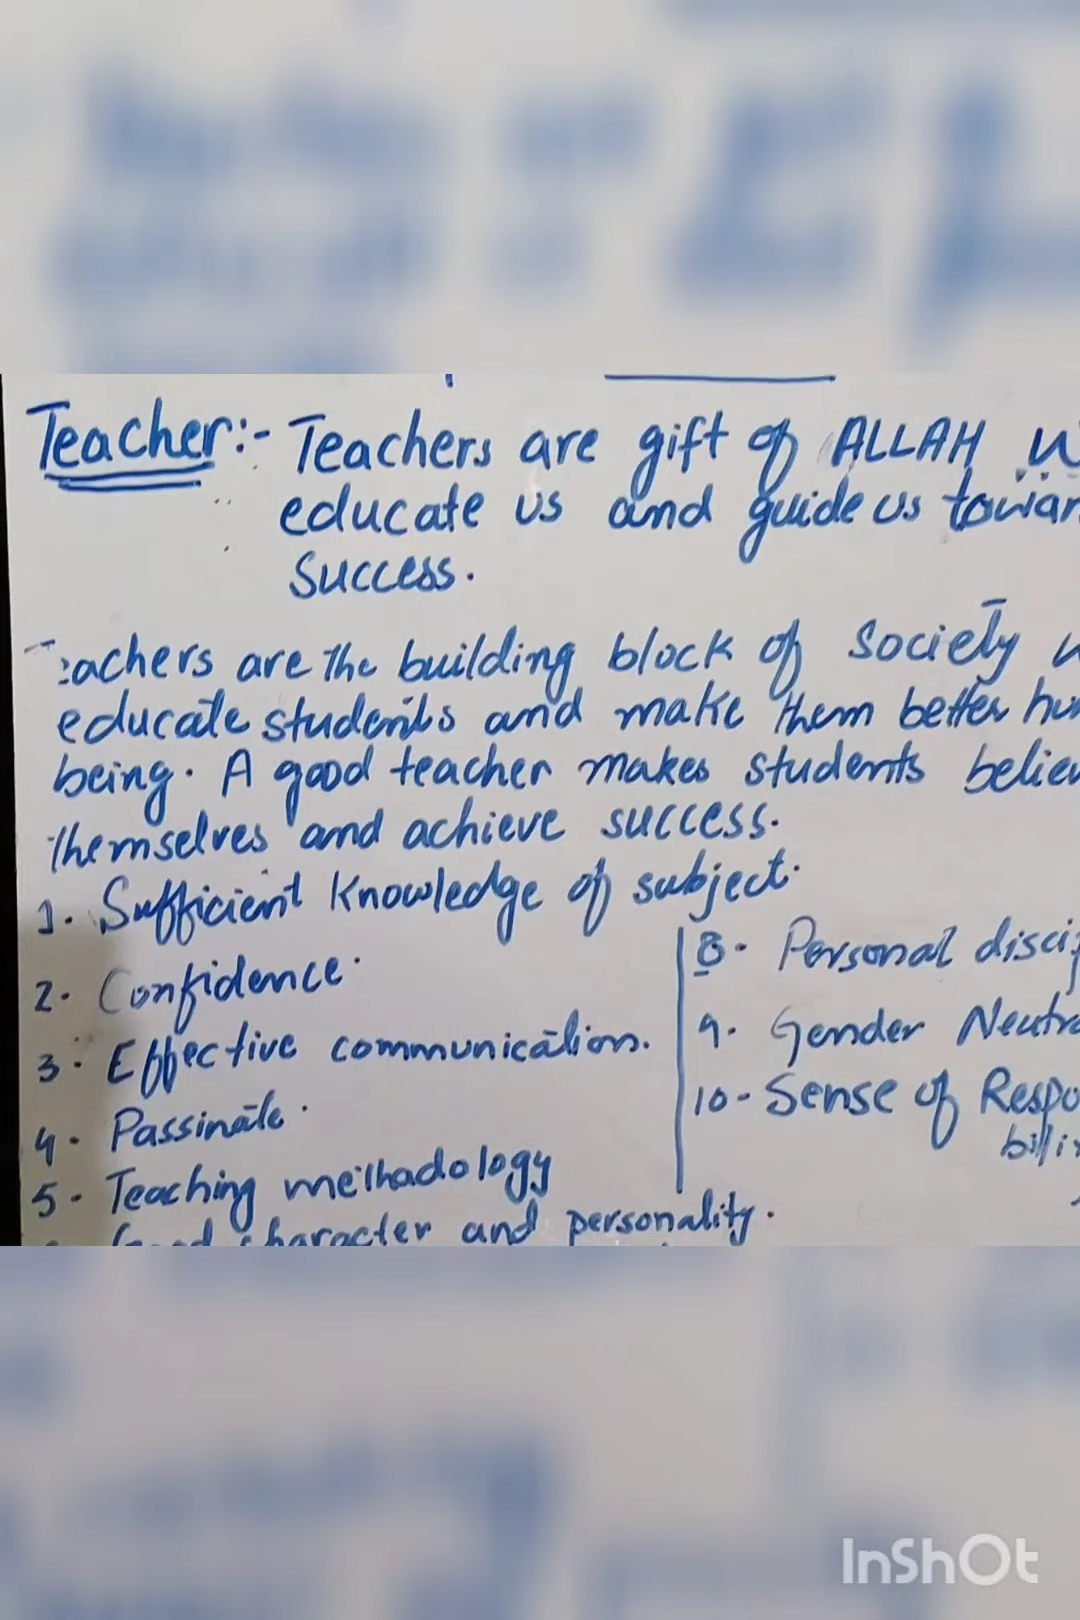 Teacher:- Teachers are gift of ALLAH
educate us and guide us
success.
are the building block of society
educate students and make them better
being. A good teacher makes students
themselves and achieve success.
1. Sufficient knowledge of subject.
2. Confidence.
3. Effective communication.
4. Passinate.
5- Teaching methadology
Good character and personality.
8- Personal
9. Gender
10- Sense of
InShOt